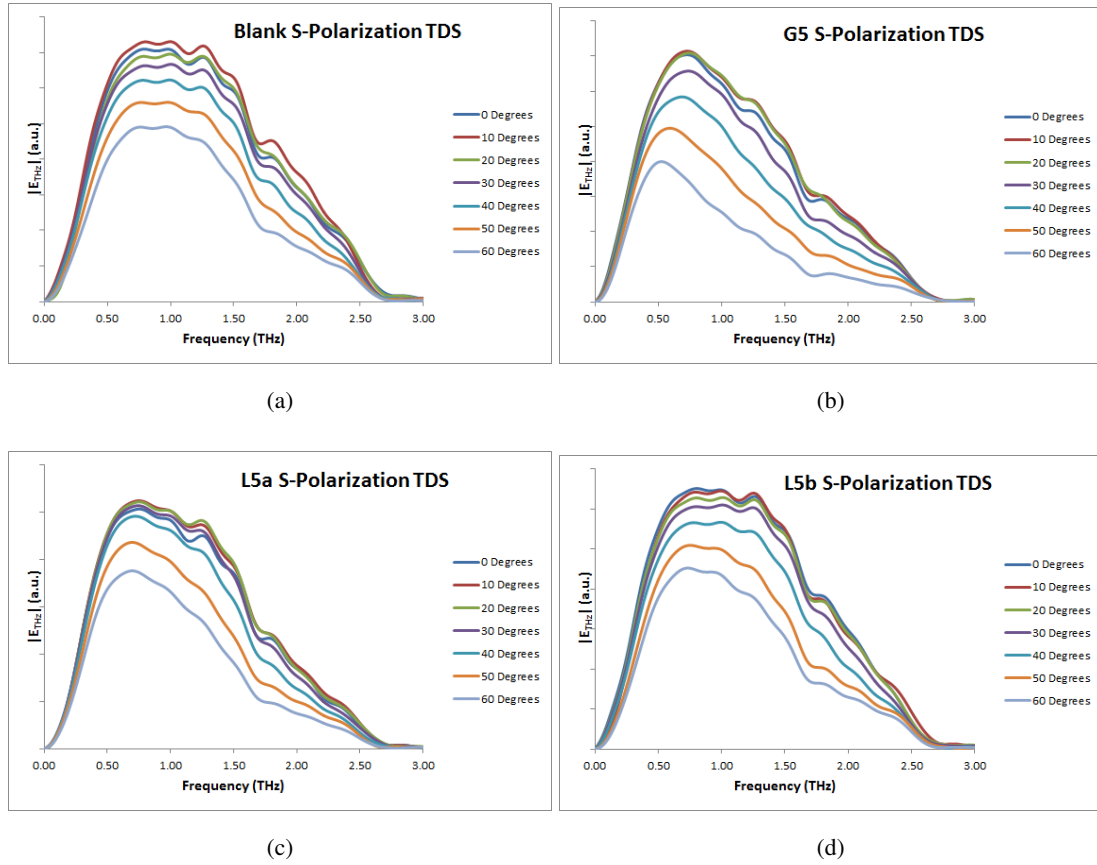 Blank S-Polarization TDS
|E_THz| (a.u.)
0 Degrees
10 Degrees
20 Degrees
30 Degrees
40 Degrees
50 Degrees
60 Degrees
0.00 0.50 1.00 1.50 2.00 2.50 3.00
Frequency (THz)
(a)
G5 S-Polarization TDS
|E_THz| (a.u.)
0 Degrees
10 Degrees
20 Degrees
30 Degrees
40 Degrees
50 Degrees
60 Degrees
0.00 0.50 1.00 1.50 2.00 2.50 3.00
Frequency (THz)
(b)
L5a S-Polarization TDS
|E_THz| (a.u.)
0 Degrees
10 Degrees
20 Degrees
30 Degrees
40 Degrees
50 Degrees
60 Degrees
0.00 0.50 1.00 1.50 2.00 2.50 3.00
Frequency (THz)
(c)
L5b S-Polarization TDS
|E_THz| (a.u.)
0 Degrees
10 Degrees
20 Degrees
30 Degrees
40 Degrees
50 Degrees
60 Degrees
0.00 0.50 1.00 1.50 2.00 2.50 3.00
Frequency (THz)
(d)